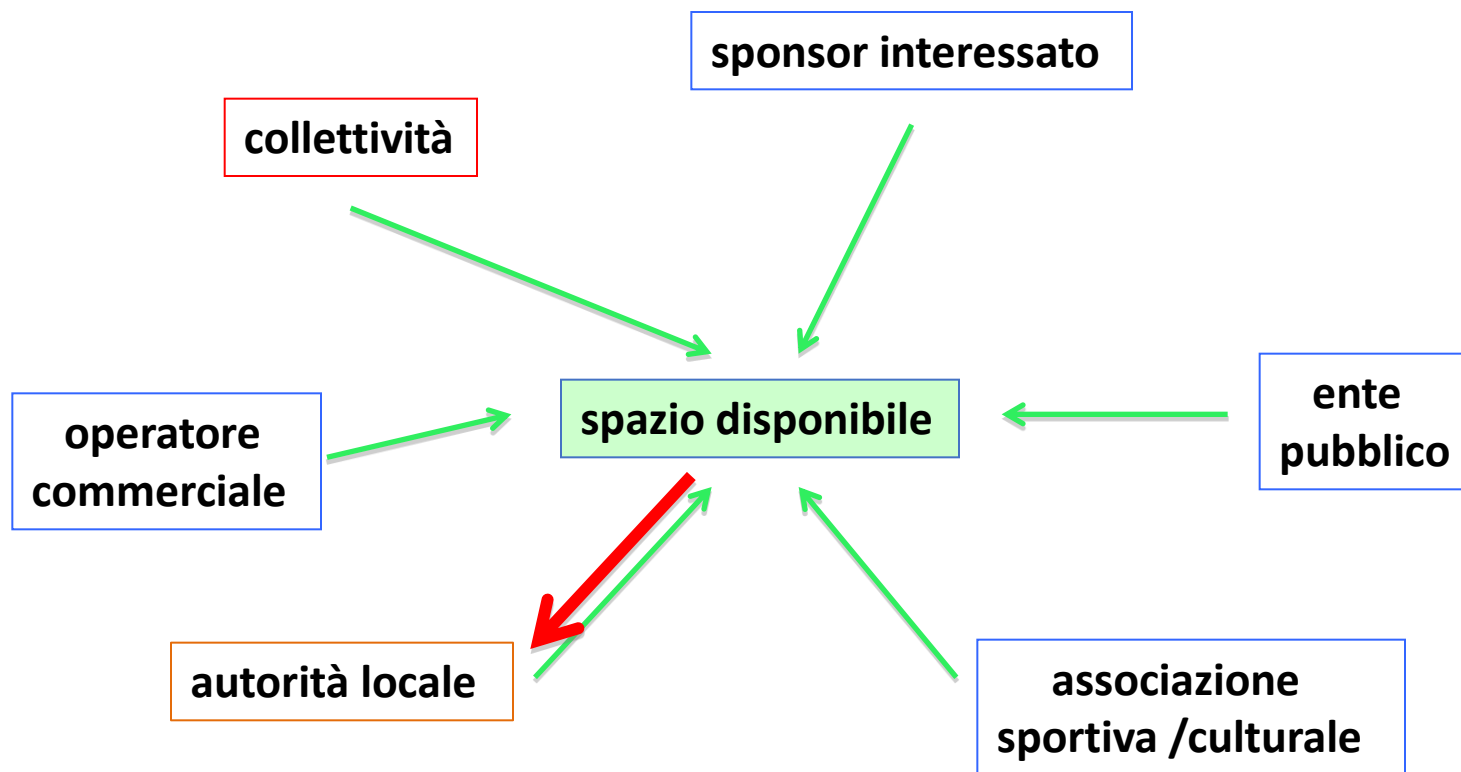 sponsor interessato
collettività
spazio disponibile
ente
pubblico
operatore
commerciale
autorità locale
associazione
sportiva /culturale